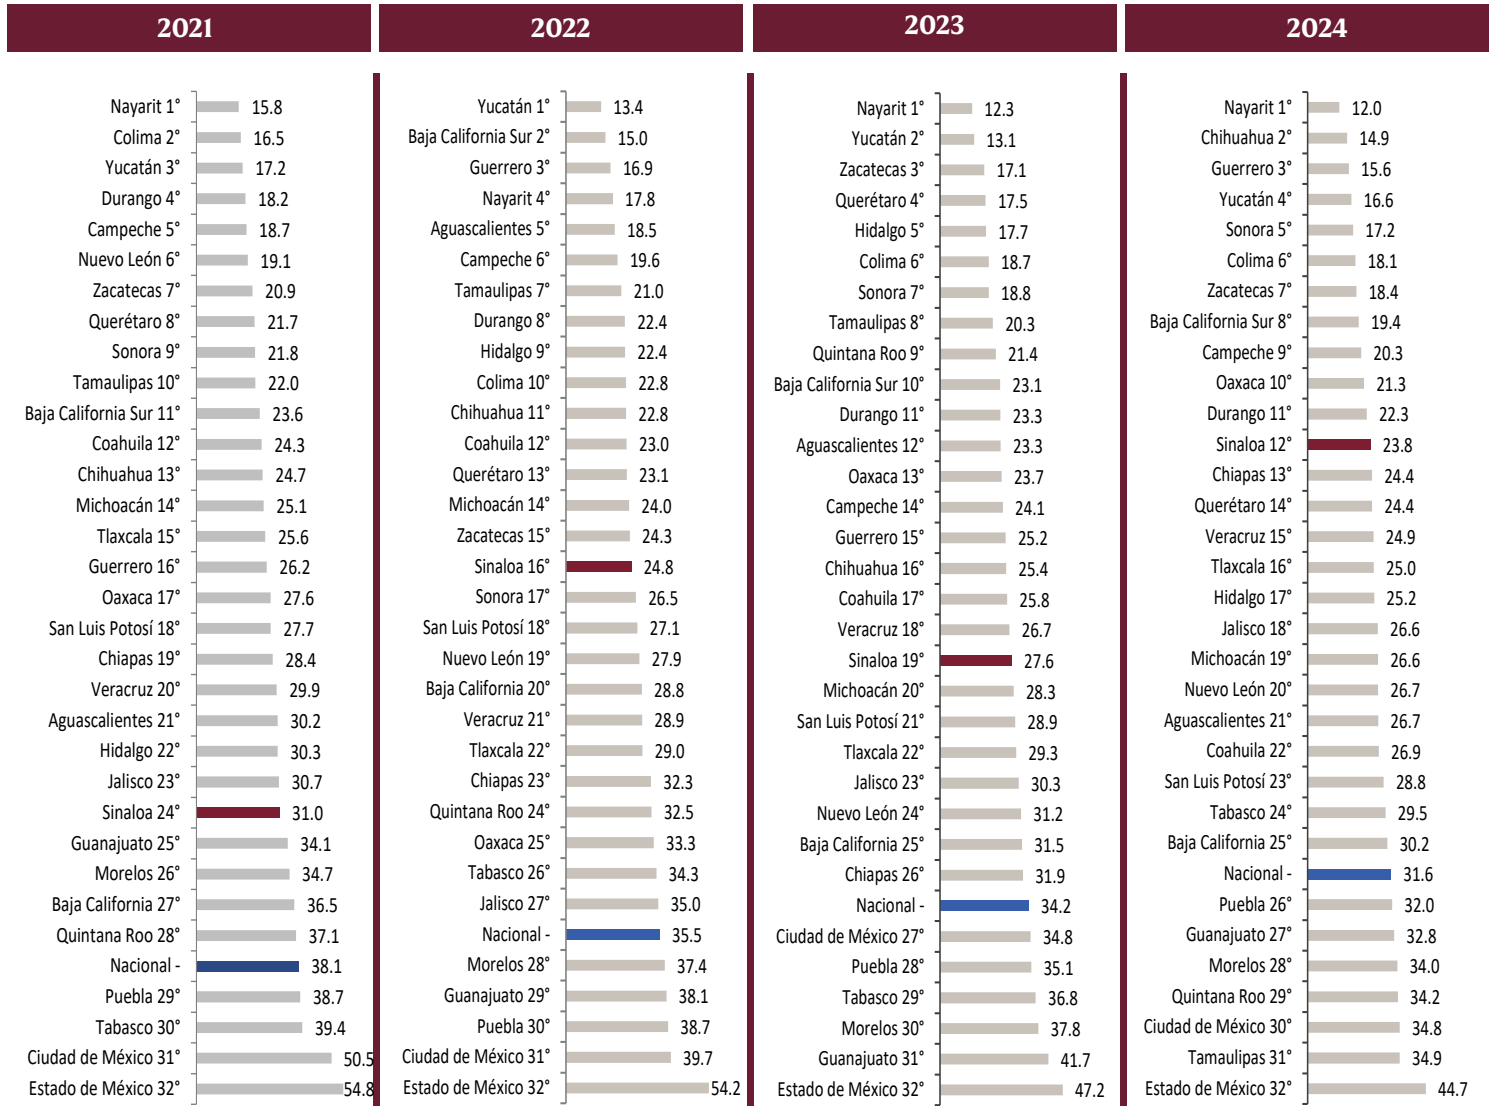 2021
Nayarit 1° 15.8
Colima 2° 16.5
Yucatán 3° 17.2
Durango 4° 18.2
Campeche 5° 18.7
Nuevo León 6° 19.1
Zacatecas 7° 20.9
Querétaro 8° 21.7
Sonora 9° 21.8
Tamaulipas 10° 22.0
Baja California Sur 11° 23.6
Coahuila 12° 24.3
Chihuahua 13° 24.7
Michoacán 14° 25.1
Tlaxcala 15° 25.6
Guerrero 16° 26.2
Oaxaca 17° 27.6
San Luis Potosí 18° 27.7
Chiapas 19° 28.4
Veracruz 20° 29.9
Aguascalientes 21° 30.2
Hidalgo 22° 30.3
Jalisco 23° 30.7
Sinaloa 24° 31.0
Guanajuato 25° 34.1
Morelos 26° 34.7
Baja California 27° 36.5
Quintana Roo 28° 37.1
Nacional - 38.1
Puebla 29° 38.7
Tabasco 30° 39.4
Ciudad de México 31° 50.5
Estado de México 32° 54.8
2022
Yucatán 1° 13.4
Baja California Sur 2° 15.0
Guerrero 3° 16.9
Nayarit 4° 17.8
Aguascalientes 5° 18.5
Campeche 6° 19.6
Tamaulipas 7° 21.0
Durango 8° 22.4
Hidalgo 9° 22.4
Colima 10° 22.8
Chihuahua 11° 22.8
Coahuila 12° 23.0
Querétaro 13° 23.1
Michoacán 14° 24.0
Zacatecas 15° 24.3
Sinaloa 16° 24.8
Sonora 17° 26.5
San Luis Potosí 18° 27.1
Nuevo León 19° 27.9
Baja California 20° 28.8
Veracruz 21° 28.9
Tlaxcala 22° 29.0
Chiapas 23° 32.3
Quintana Roo 24° 32.5
Oaxaca 25° 33.3
Tabasco 26° 34.3
Jalisco 27° 35.0
Nacional - 35.5
Morelos 28° 37.4
Guanajuato 29° 38.1
Puebla 30° 38.7
Ciudad de México 31° 39.7
Estado de México 32° 54.2
2023
Nayarit 1° 12.3
Yucatán 2° 13.1
Zacatecas 3° 17.1
Querétaro 4° 17.5
Hidalgo 5° 17.7
Colima 6° 18.7
Sonora 7° 18.8
Tamaulipas 8° 20.3
Quintana Roo 9° 21.4
Baja California Sur 10° 23.1
Durango 11° 23.3
Aguascalientes 12° 23.3
Oaxaca 13° 23.7
Campeche 14° 24.1
Guerrero 15° 25.2
Chihuahua 16° 25.4
Coahuila 17° 25.8
Veracruz 18° 26.7
Sinaloa 19° 27.6
Michoacán 20° 28.3
San Luis Potosí 21° 28.9
Tlaxcala 22° 29.3
Jalisco 23° 30.3
Nuevo León 24° 31.2
Baja California 25° 31.5
Chiapas 26° 31.9
Nacional - 34.2
Ciudad de México 27° 34.8
Puebla 28° 35.1
Tabasco 29° 36.8
Morelos 30° 37.8
Guanajuato 31° 41.7
Estado de México 32° 47.2
2024
Nayarit 1° 12.0
Chihuahua 2° 14.9
Guerrero 3° 15.6
Yucatán 4° 16.6
Sonora 5° 17.2
Colima 6° 18.1
Zacatecas 7° 18.4
Baja California Sur 8° 19.4
Campeche 9° 20.3
Oaxaca 10° 21.3
Durango 11° 22.3
Sinaloa 12° 23.8
Chiapas 13° 24.4
Querétaro 14° 24.4
Veracruz 15° 24.9
Tlaxcala 16° 25.0
Hidalgo 17° 25.2
Jalisco 18° 26.6
Michoacán 19° 26.6
Nuevo León 20° 26.7
Aguascalientes 21° 26.7
Coahuila 22° 26.9
San Luis Potosí 23° 28.8
Tabasco 24° 29.5
Baja California 25° 30.2
Nacional - 31.6
Puebla 26° 32.0
Guanajuato 27° 32.8
Morelos 28° 34.0
Quintana Roo 29° 34.2
Ciudad de México 30° 34.8
Tamaulipas 31° 34.9
Estado de México 32° 44.7